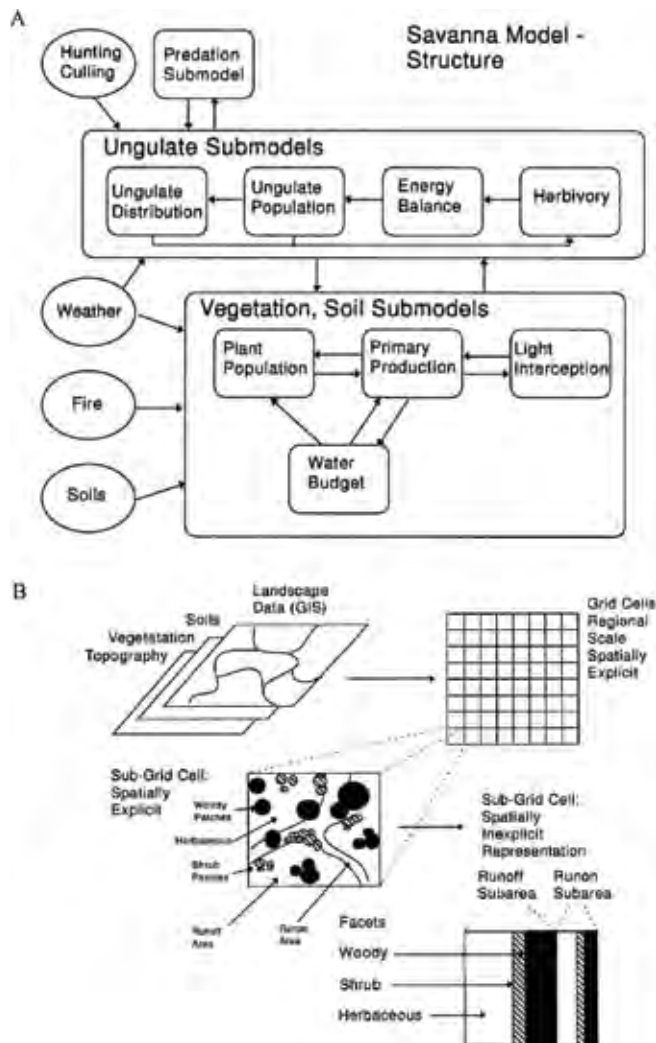 A
Hunting
Culling
Predation
Submodel
Savanna Model -
Structure
Ungulate Submodels
Ungulate
Distribution
Ungulate
Population
Energy
Balance
Herbivory
Weather
Vegetation, Soil Submodels
Plant
Population
Primary
Production
Light
Interception
Fire
Water
Budget
Soils
B
Landscape
Data (GIS)
Soils
Vegetstation
Topography
Grid Cells
Regional
Scale
Spatially
Explicit
Sub-Grid Cell:
Spatially
Explicit
Woody
Patches
Herbaceous
Shrub
Patches
Runoff
Area
Runon
Area
Sub-Grid Cell:
Spatially
Inexplicit
Representation
Runoff
Subarea
Runon
Subarea
Facets
Woody
Shrub
Herbaceous